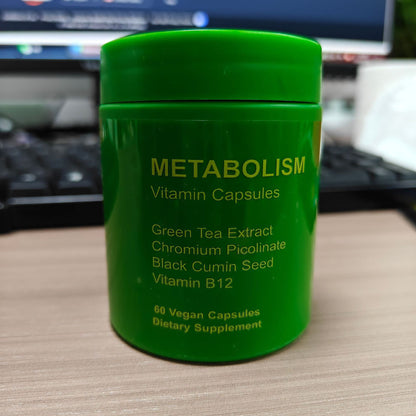 METABOLISM
Vitamin Capsules
Green Tea Extract
Chromium Picolinate
Black Cumin Seed
Vitamin B12
60 Vegan Capsules
Dietary Supplement